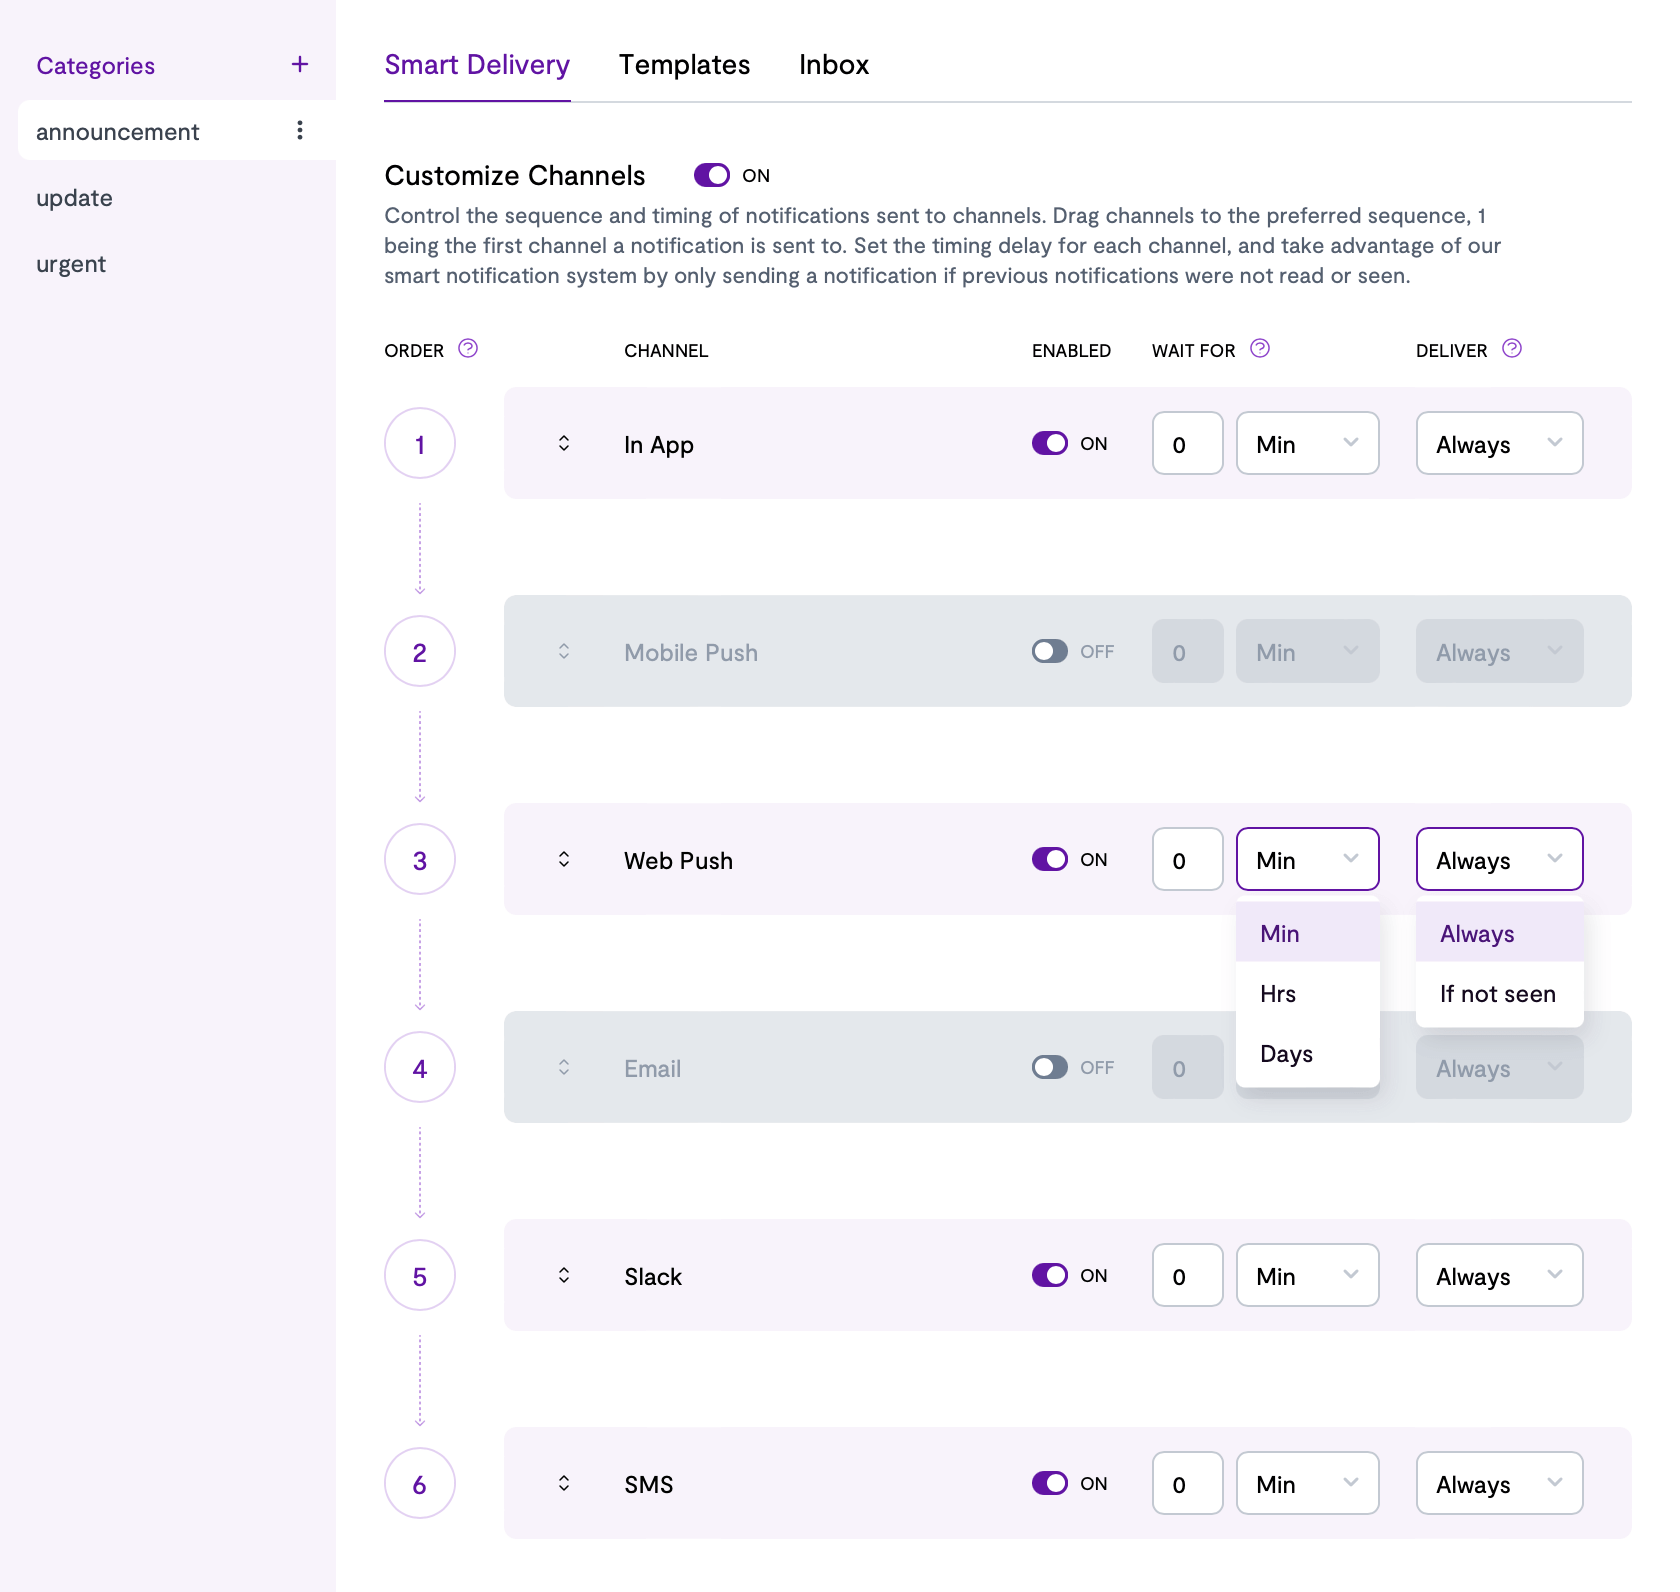 Categories +
announcement
update
urgent
Smart Delivery Templates Inbox
Customize Channels ON
Control the sequence and timing of notifications sent to channels. Drag channels to the preferred sequence, 1
being the first channel a notification is sent to. Set the timing delay for each channel, and take advantage of our
smart notification system by only sending a notification if previous notifications were not read or seen.
ORDER ? CHANNEL ENABLED WAIT FOR ? DELIVER ?
1 In App ON 0 Min Always
2 Mobile Push OFF 0 Min Always
3 Web Push ON 0 Min Always
Min Always
Hrs If not seen
Days
4 Email OFF 0 Always
5 Slack ON 0 Min Always
6 SMS ON 0 Min Always